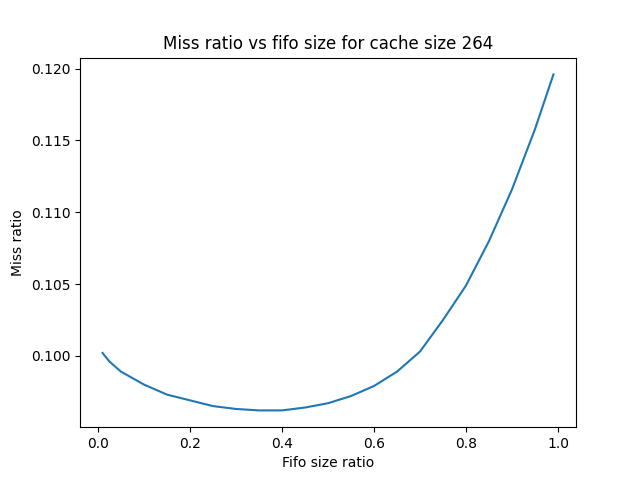 Miss ratio vs fifo size for cache size 264
0.120
0.115
0.110
0.105
0.100
Miss ratio
0.0 0.2 0.4 0.6 0.8 1.0
Fifo size ratio